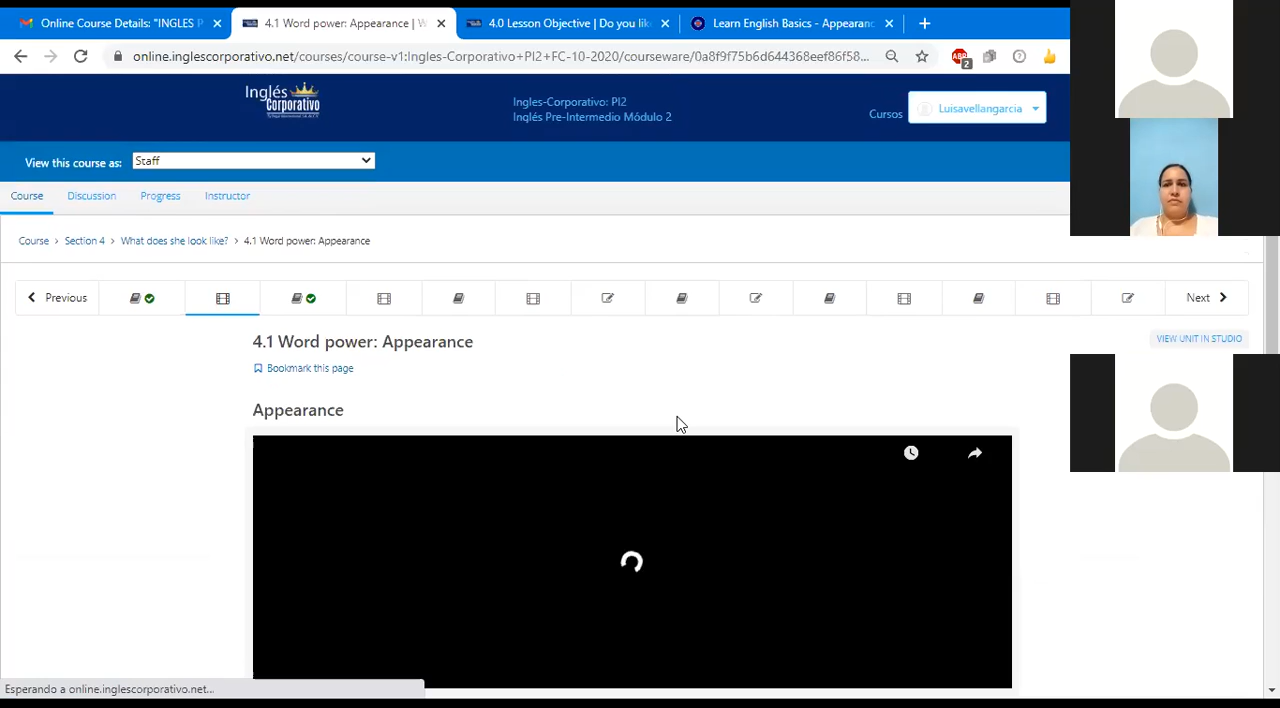 Online Course Details: "INGLES P
4.1 Word power: Appearance | W
4.0 Lesson Objective | Do you lik
Learn English Basics - Appearanc
online.inglescorporativo.net/courses/course-v1:Ingles-Corporativo+PI2+FC-10-2020/courseware/0a8f9f75b6d644368eef86f58...
2
Inglés
Corporativo
Ingles-Corporativo: PI2
Inglés Pre-Intermedio Módulo 2
Cursos
Luisavellangarcia
View this course as:
Staff
Course
Discussion
Progress
Instructor
Course > Section 4 > What does she look like? > 4.1 Word power: Appearance
Previous
Next
4.1 Word power: Appearance
VIEW UNIT IN STUDIO
Bookmark this page
Appearance
Esperando a online.inglescorporativo.net...